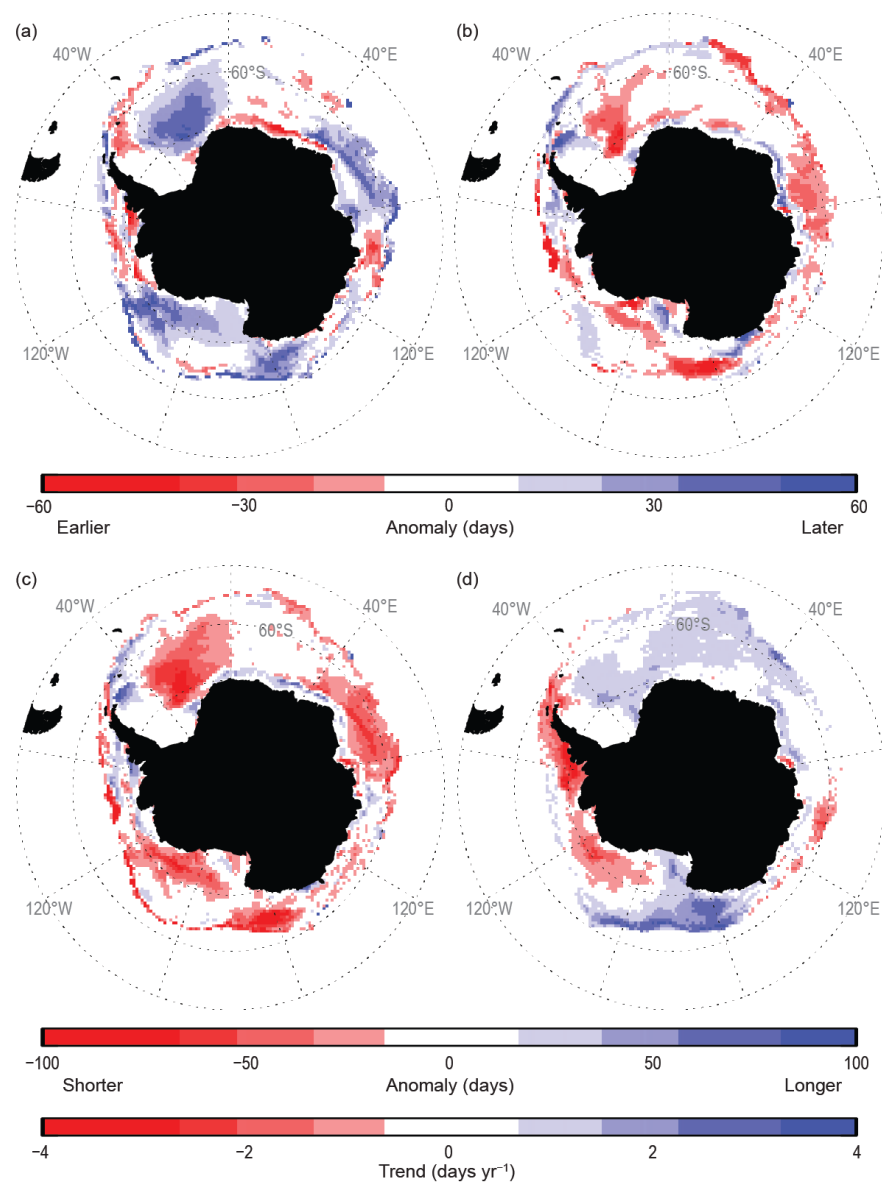 (a)
(b)
40°W
40°E
60°S
120°W
120°E
40°W
40°E
60°S
120°W
120°E
−60
−30
0
30
60
Earlier
Anomaly (days)
Later
(c)
(d)
40°W
40°E
60°S
120°W
120°E
40°W
40°E
60°S
120°W
120°E
−100
−50
0
50
100
Shorter
Anomaly (days)
Longer
−4
−2
0
2
4
Trend (days yr⁻¹)